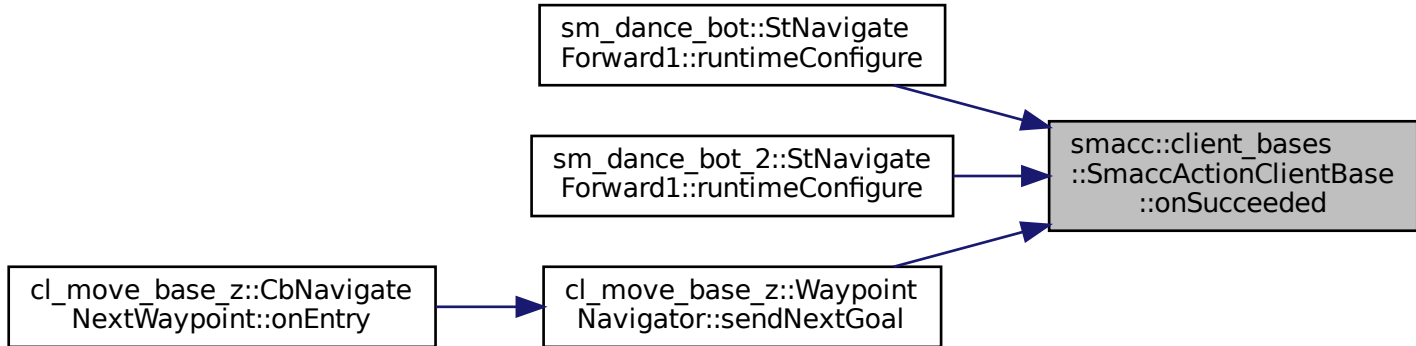 sm_dance_bot::StNavigate
Forward1::runtimeConfigure
smacc::client_bases
::SmaccActionClientBase
::onSucceeded
sm_dance_bot_2::StNavigate
Forward1::runtimeConfigure
cl_move_base_z::CbNavigate
NextWaypoint::onEntry
cl_move_base_z::Waypoint
Navigator::sendNextGoal